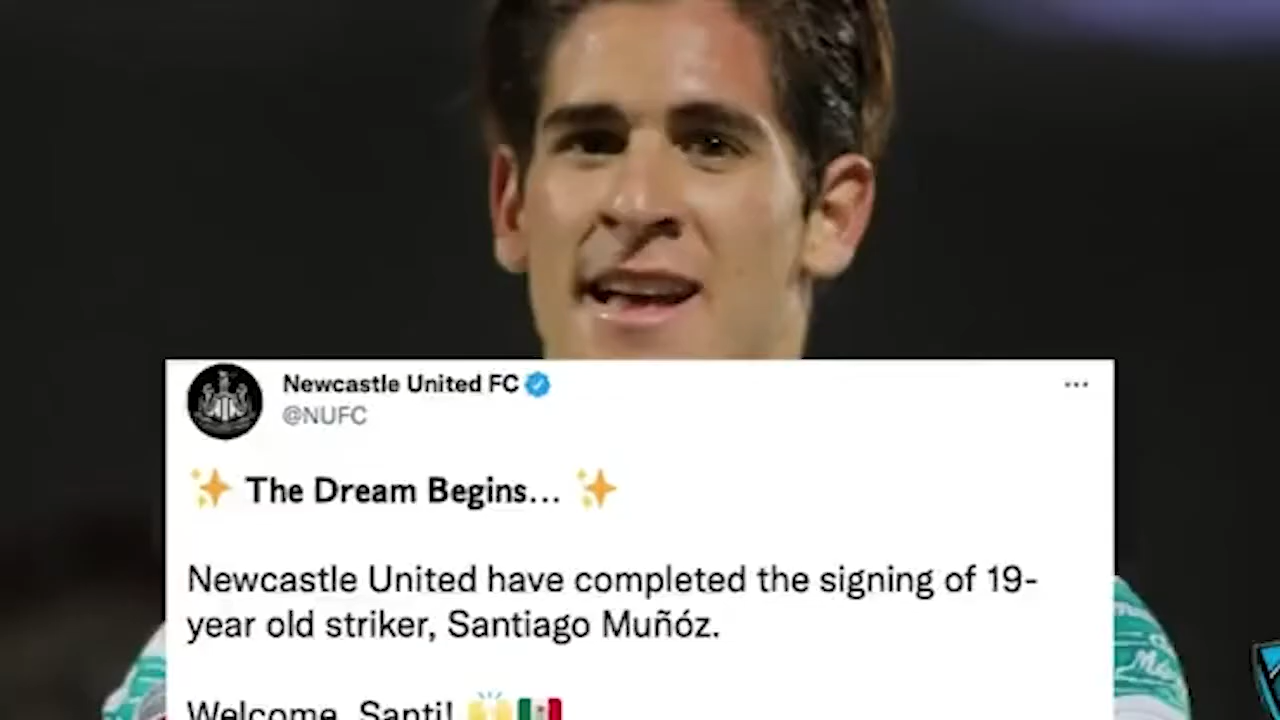 Newcastle United FC
@NUFC
✨ The Dream Begins... ✨
Newcastle United have completed the signing of 19-
year old striker, Santiago Muñóz.
Welcome, Santi! 🙌🇲🇽